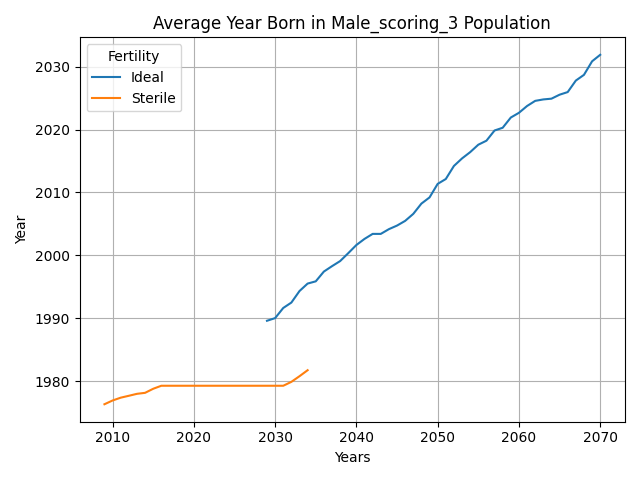 Average Year Born in Male_scoring_3 Population
Fertility
Ideal
Sterile
Year
2030
2020
2010
2000
1990
1980
2010 2020 2030 2040 2050 2060 2070
Years